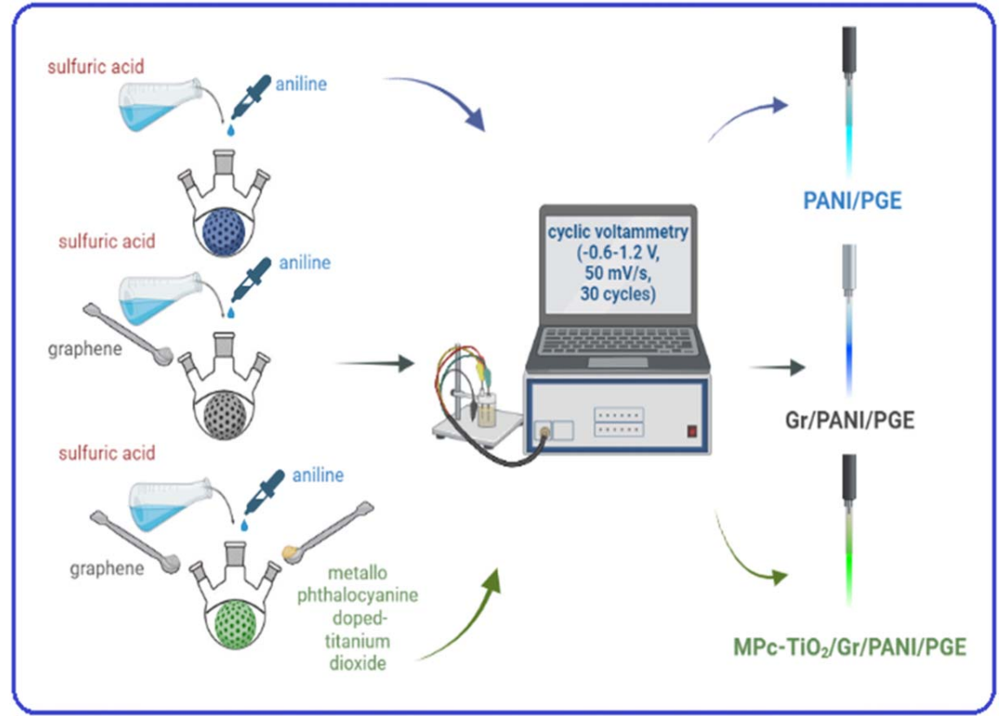 sulfuric acid
aniline
sulfuric acid
aniline
graphene
sulfuric acid
aniline
graphene
metallo
phthalocyanine
doped-
titanium
dioxide
cyclic voltammetry
(-0.6-1.2 V,
50 mV/s,
30 cycles)
PANI/PGE
Gr/PANI/PGE
MPc-TiO₂/Gr/PANI/PGE